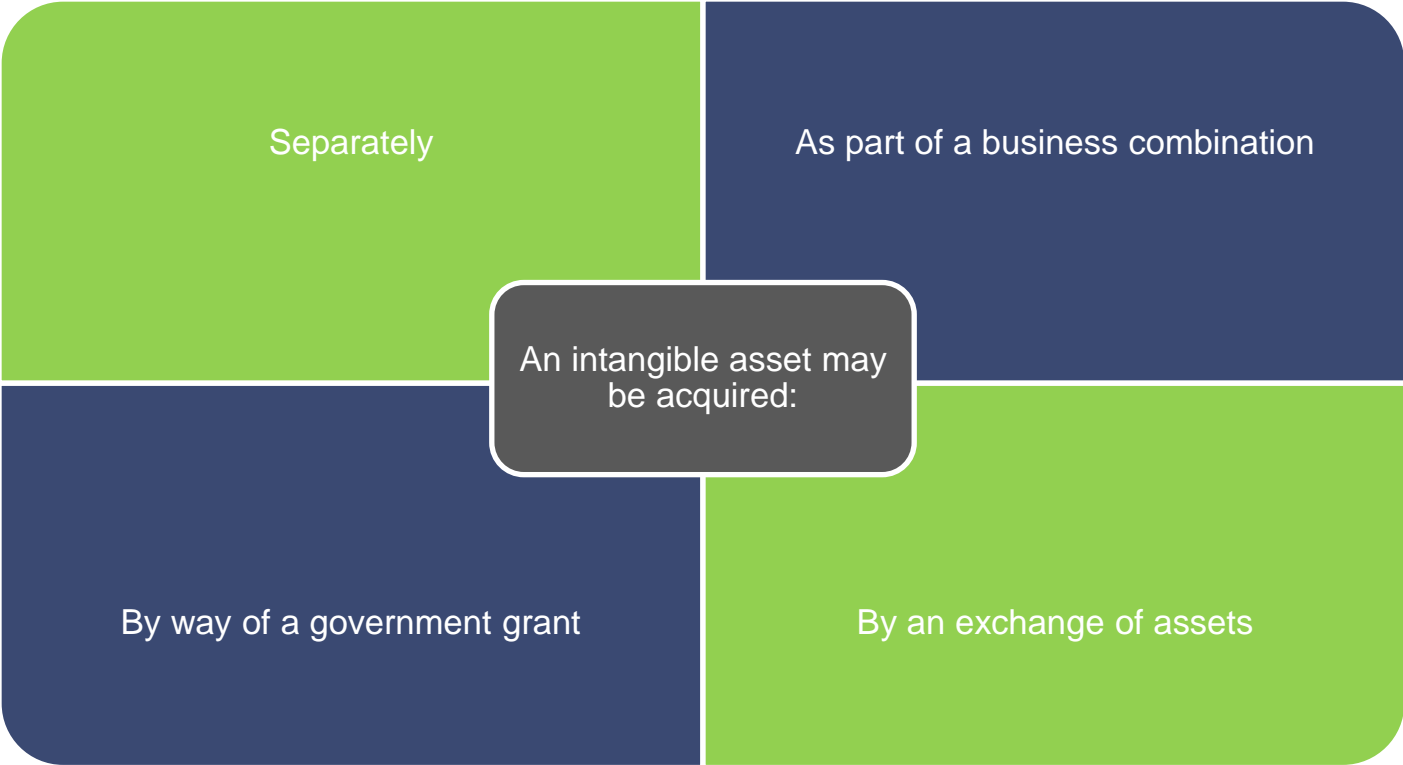 Separately
As part of a business combination
An intangible asset may
be acquired:
By way of a government grant
By an exchange of assets